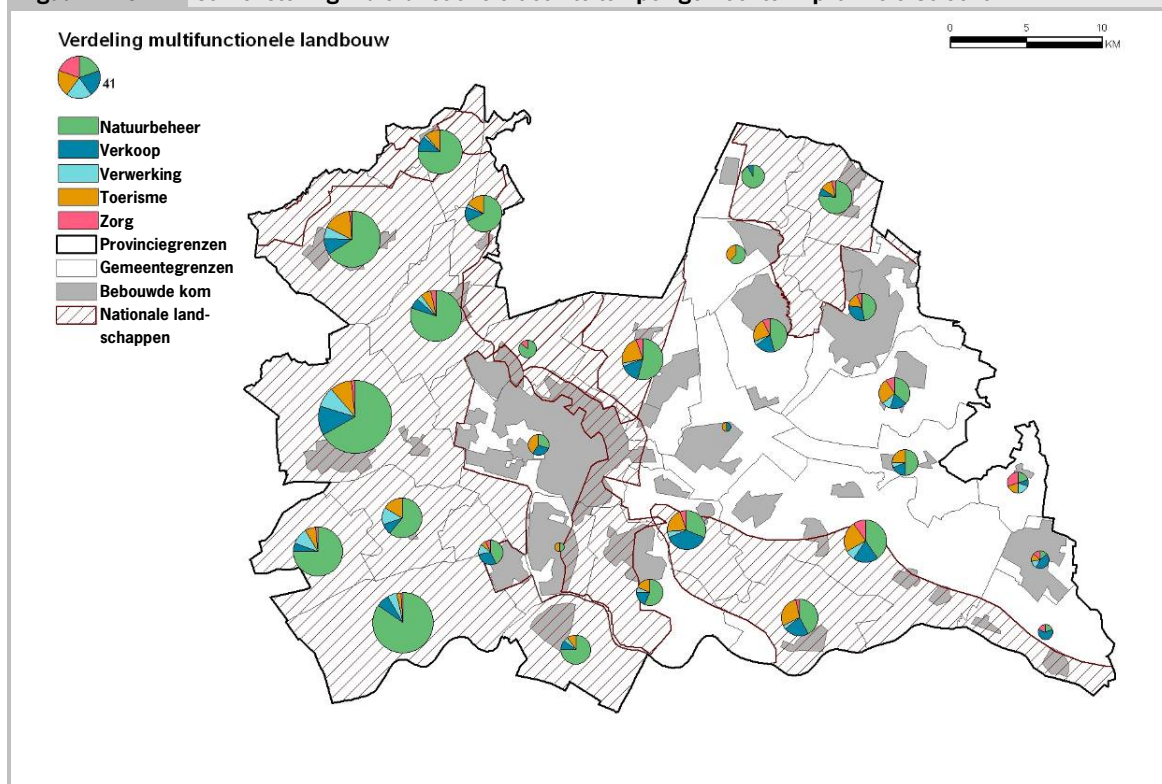 Verdeling multifunctionele landbouw
41
0 5 10
KM
Natuurbeheer
Verkoop
Verwerking
Toerisme
Zorg
Provinciegrenzen
Gemeentegrenzen
Bebouwde kom
Nationale land-
schappen